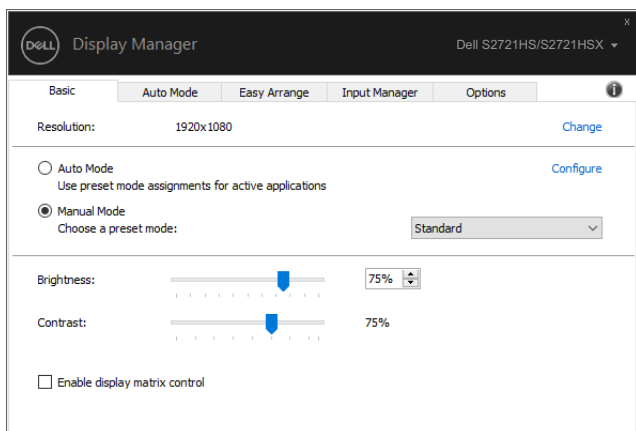 x
DELL Display Manager Dell S2721HS/S2721HSX
Basic Auto Mode Easy Arrange Input Manager Options i
Resolution: 1920x1080 Change
Auto Mode Configure
Use preset mode assignments for active applications
Manual Mode
Choose a preset mode: Standard
Brightness: 75%
Contrast: 75%
Enable display matrix control